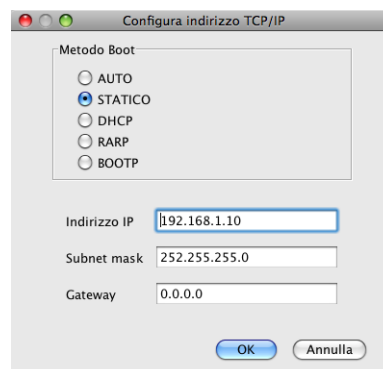 Configura indirizzo TCP/IP
Metodo Boot
AUTO
STATICO
DHCP
RARP
BOOTP
Indirizzo IP 192.168.1.10
Subnet mask 252.255.255.0
Gateway 0.0.0.0
OK Annulla